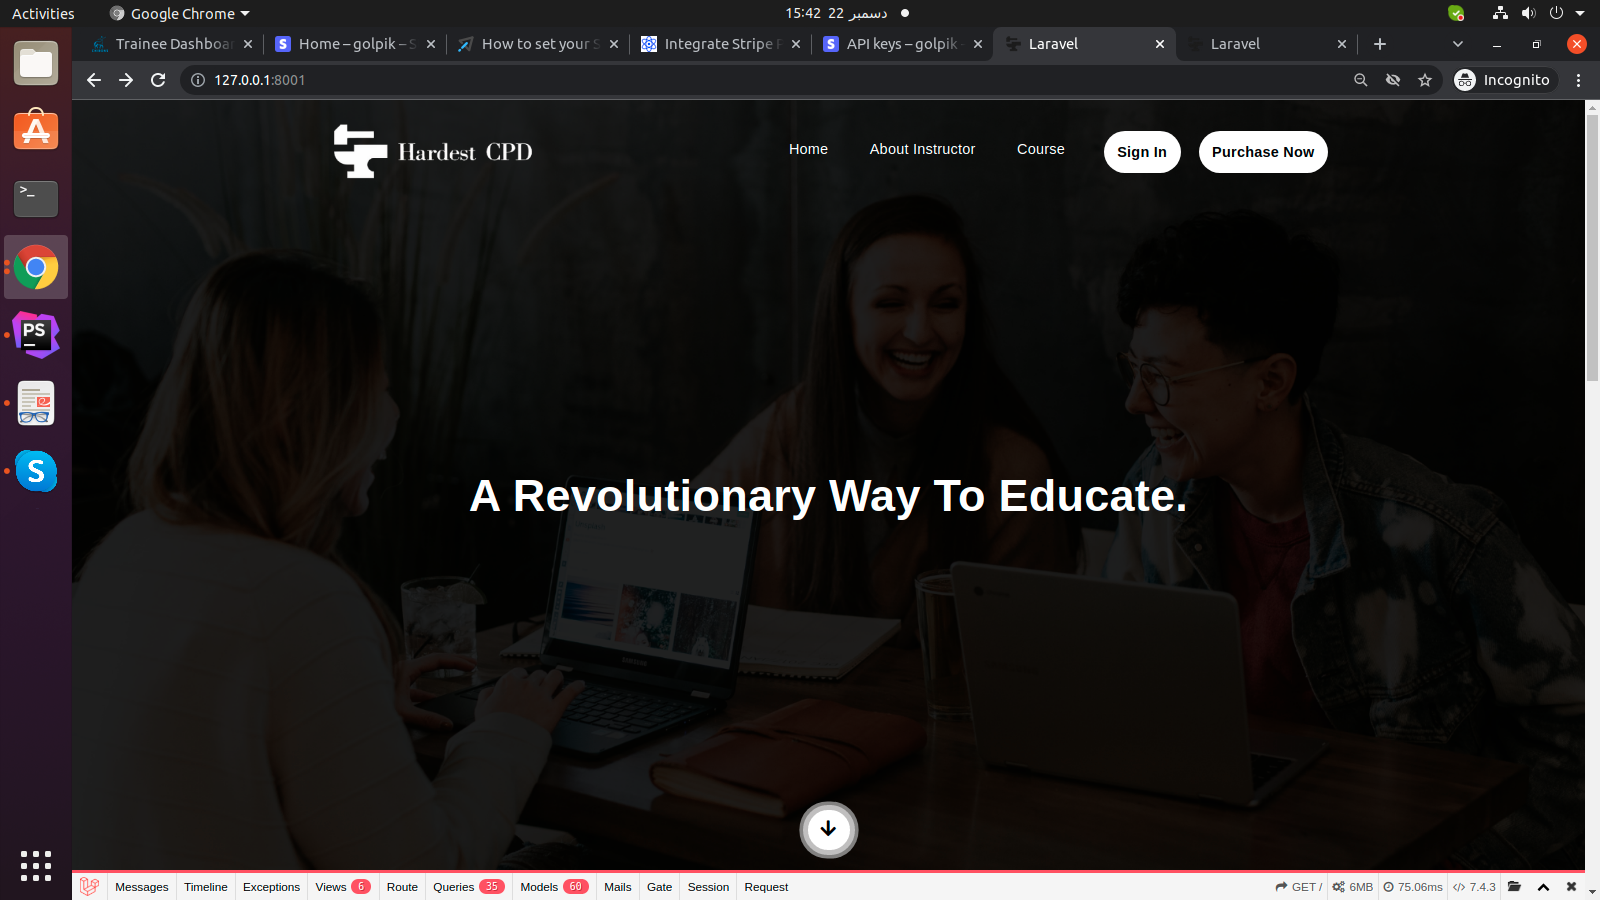 Activities
Google Chrome
15:42 22 دسمبر
Trainee Dashboar
Home – golpik – S
How to set your S
Integrate Stripe P
API keys – golpik -
Laravel
Laravel
127.0.0.1:8001
Incognito
Hardest CPD
Home
About Instructor
Course
Sign In
Purchase Now
PS
A Revolutionary Way To Educate.
SAMSUNG
Messages
Timeline
Exceptions
Views 6
Route
Queries 35
Models 60
Mails
Gate
Session
Request
GET /
6MB
75.06ms
7.4.3